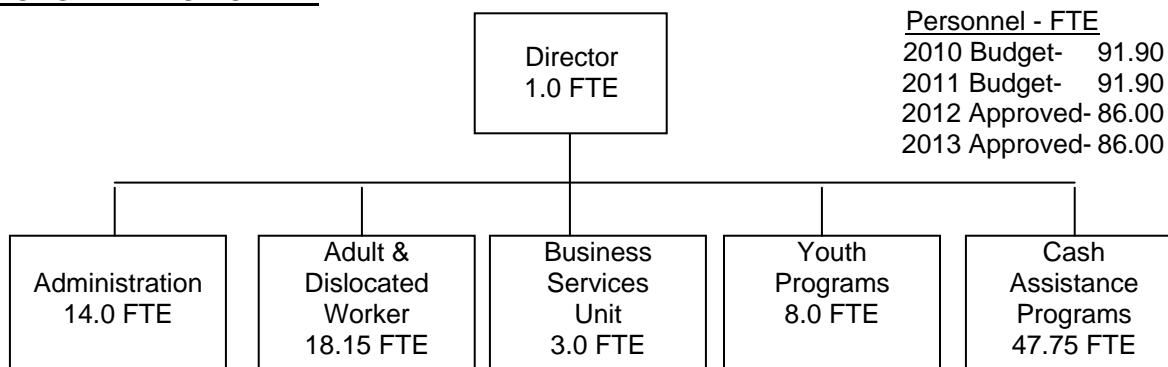 Personnel - FTE
2010 Budget- 91.90
2011 Budget- 91.90
2012 Approved- 86.00
2013 Approved- 86.00
Director
1.0 FTE
Administration
14.0 FTE
Adult &
Dislocated
Worker
18.15 FTE
Business
Services
Unit
3.0 FTE
Youth
Programs
8.0 FTE
Cash
Assistance
Programs
47.75 FTE